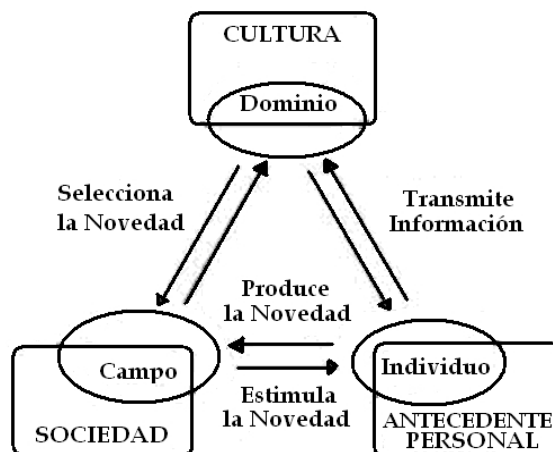 CULTURA
Dominio
Selecciona
la Novedad
Transmite
Información
Produce
la Novedad
Campo
Individuo
Estimula
la Novedad
SOCIEDAD
ANTECEDENTE
PERSONAL